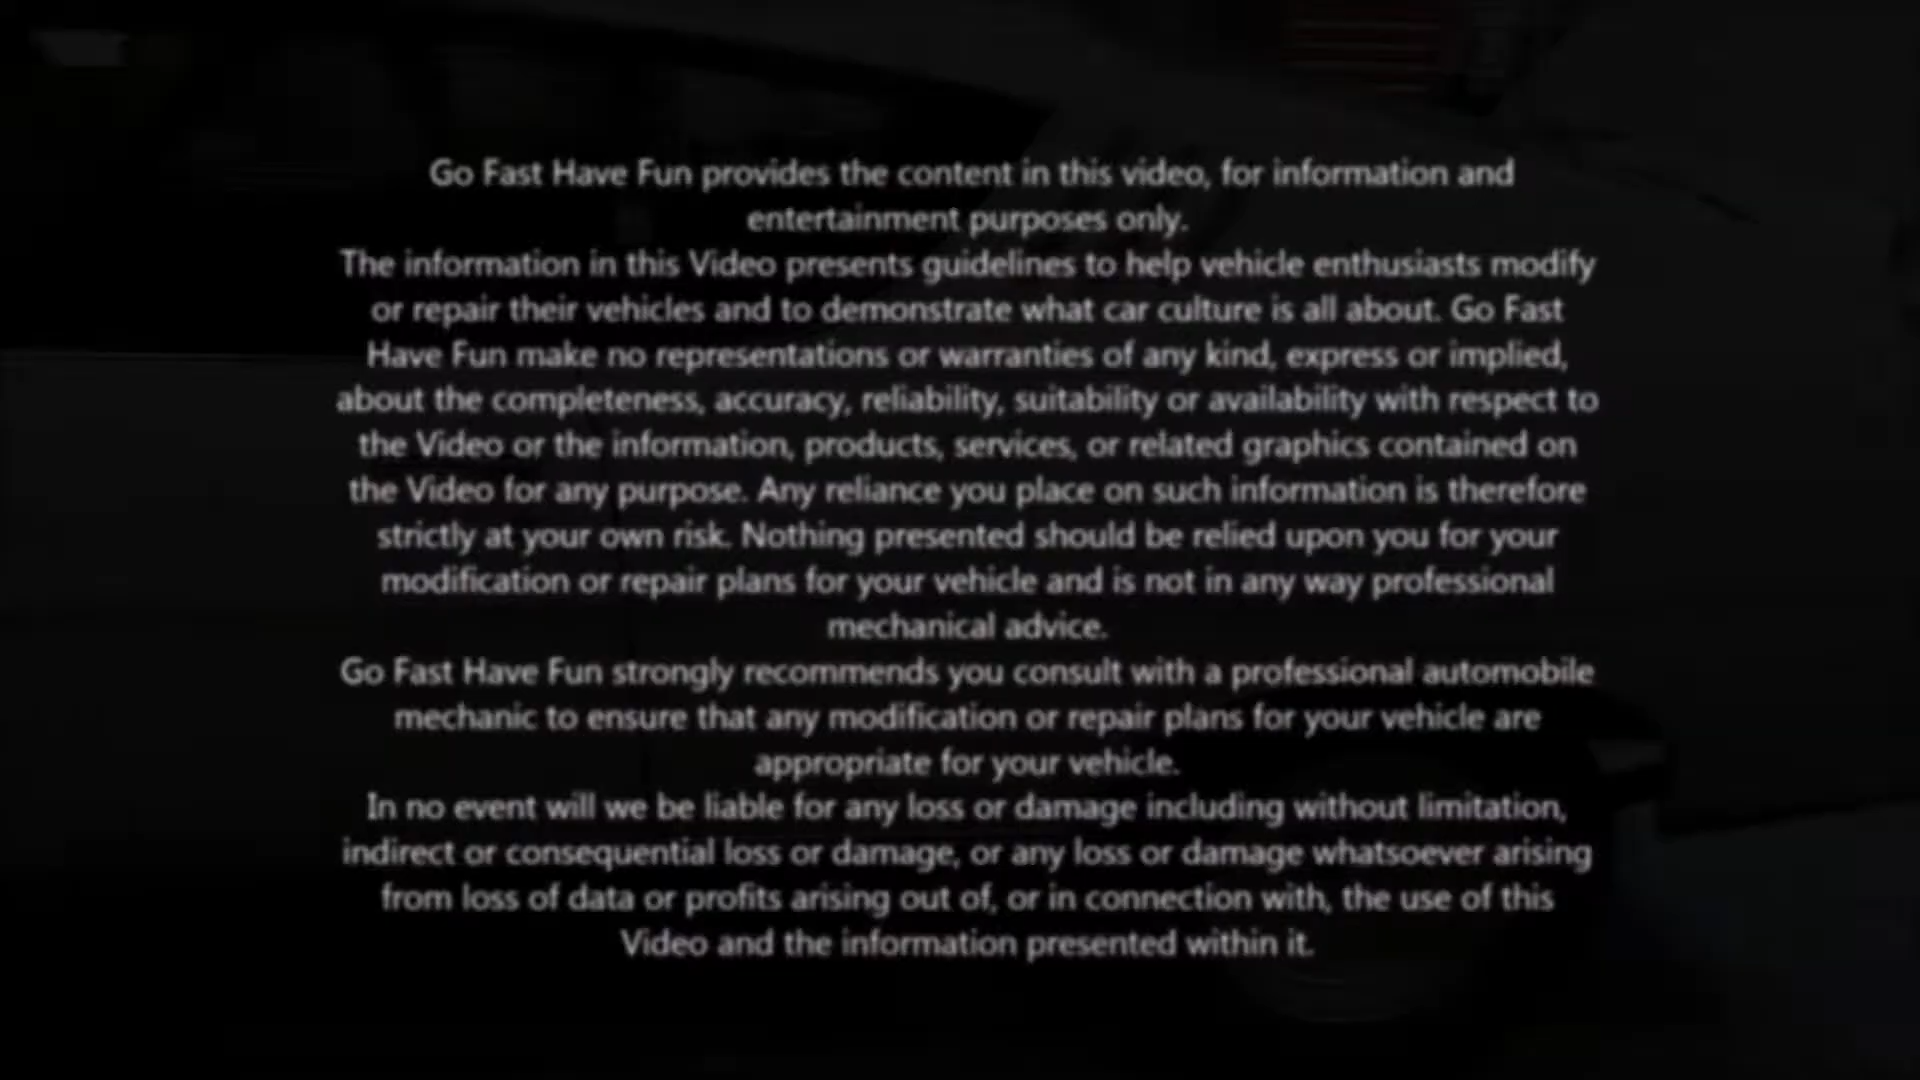 Go Fast Have Fun provides the content in this video, for information and
entertainment purposes only.
The information in this Video presents guidelines to help vehicle enthusiasts modify
or repair their vehicles and to demonstrate what car culture is all about. Go Fast
Have Fun make no representations or warranties of any kind, express or implied,
about the completeness, accuracy, reliability, suitability or availability with respect to
the Video or the information, products, services, or related graphics contained on
the Video for any purpose. Any reliance you place on such information is therefore
strictly at your own risk. Nothing presented should be relied upon you for your
modification or repair plans for your vehicle and is not in any way professional
mechanical advice.
Go Fast Have Fun strongly recommends you consult with a professional automobile
mechanic to ensure that any modification or repair plans for your vehicle are
appropriate for your vehicle.
In no event will we be liable for any loss or damage including without limitation,
indirect or consequential loss or damage, or any loss or damage whatsoever arising
from loss of data or profits arising out of, or in connection with, the use of this
Video and the information presented within it.